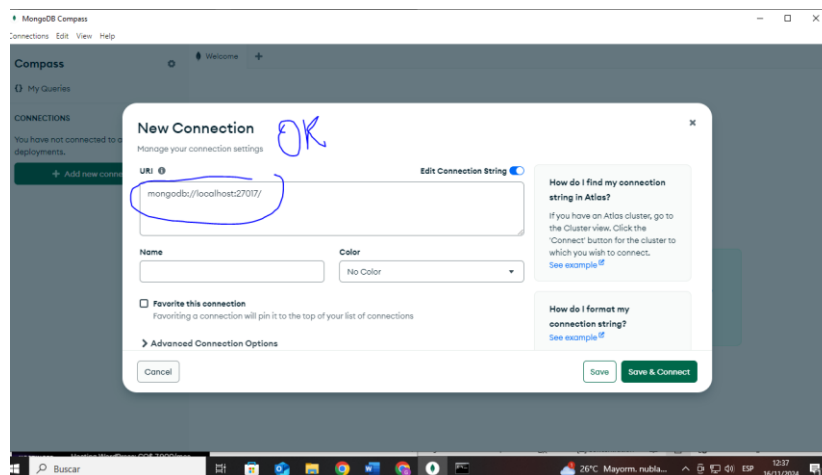 MongoDB Compass
Connections Edit View Help
Compass
Welcome +
{} My Queries
CONNECTIONS
You have not connected to a
deployments.
+ Add new conne
New Connection
OK
Manage your connection settings
URI
Edit Connection String
mongodb://localhost:27017/
Name
Color
No Color
Favorite this connection
Favoriting a connection will pin it to the top of your list of connections
Advanced Connection Options
How do I find my connection
string in Atlas?
If you have an Atlas cluster, go to
the Cluster view. Click the
'Connect' button for the cluster to
which you wish to connect.
See example
How do I format my
connection string?
See example
Cancel
Save
Save & Connect
Buscar
26°C Mayorm. nubla...
ESP
12:37
16/11/2024